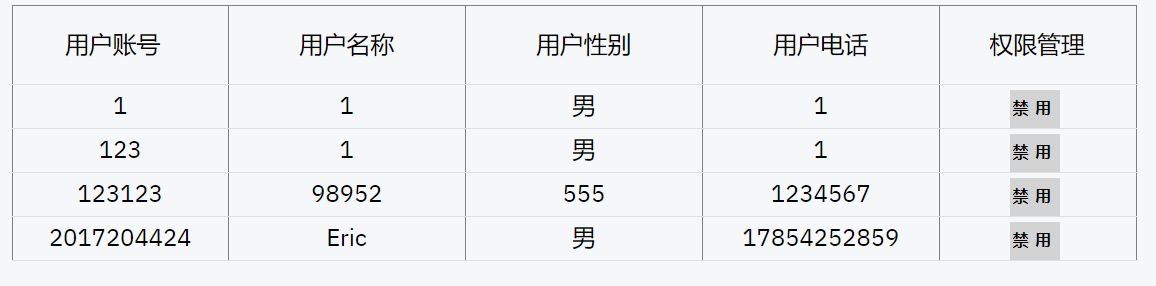 用户账号 用户名称 用户性别 用户电话 权限管理
1 1 男 1 禁用
123 1 男 1 禁用
123123 98952 555 1234567 禁用
2017204424 Eric 男 17854252859 禁用